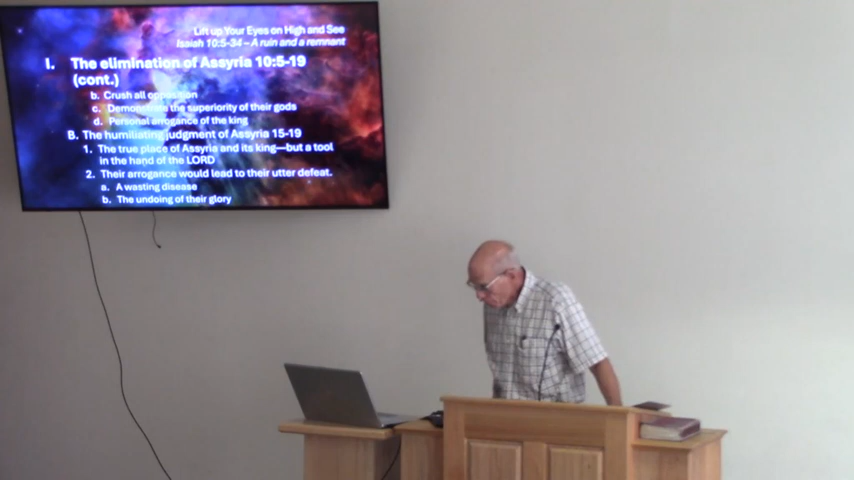 Lift up Your Eyes on High and See
Isaiah 10:5-34 – A ruin and a remnant
I. The elimination of Assyria 10:5-19
(cont.)
b. Crush all opposition
c. Demonstrate the superiority of their gods
d. Personal arrogance of the king
B. The humiliating judgment of Assyria 15-19
1. The true place of Assyria and its king—but a tool
in the hand of the LORD
2. Their arrogance would lead to their utter defeat.
a. A wasting disease
b. The undoing of their glory